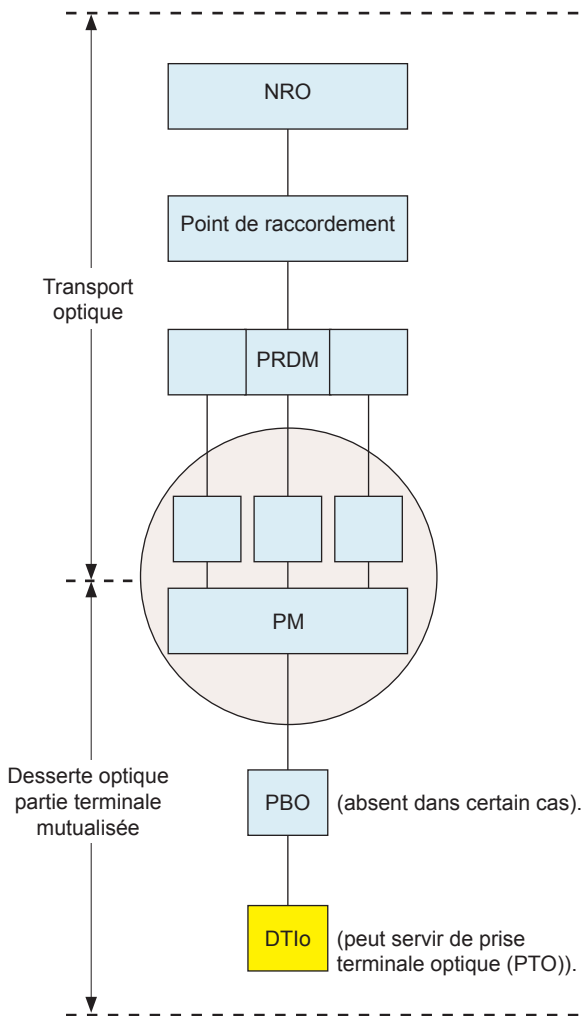 NRO
Point de raccordement
Transport
optique
PRDM
PM
Desserte optique
partie terminale
mutualisée
PBO (absent dans certain cas).
DTIo (peut servir de prise
terminale optique (PTO)).